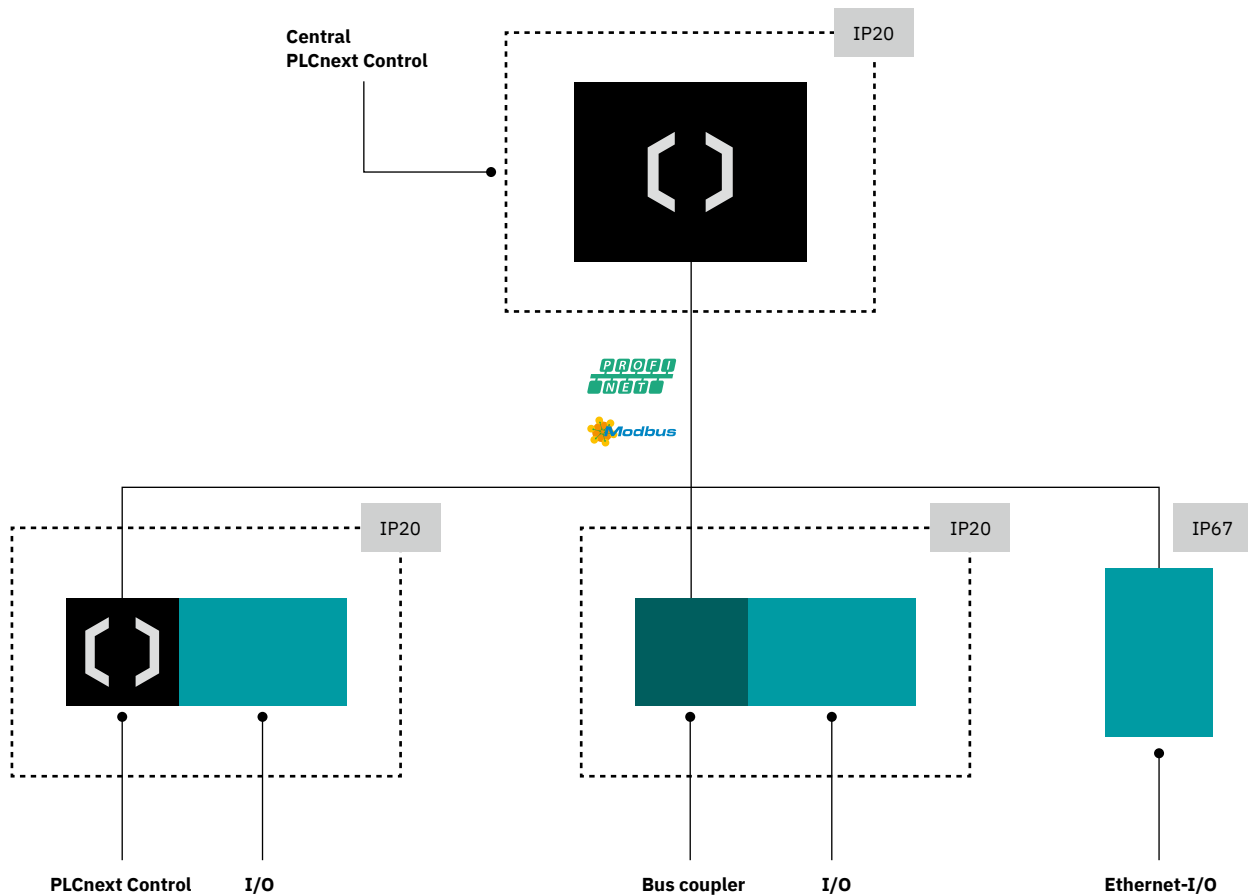 IP20
Central
PLCnext Control
PROFI
NET
Modbus
IP20
IP20
IP67
PLCnext Control
I/O
Bus coupler
I/O
Ethernet-I/O